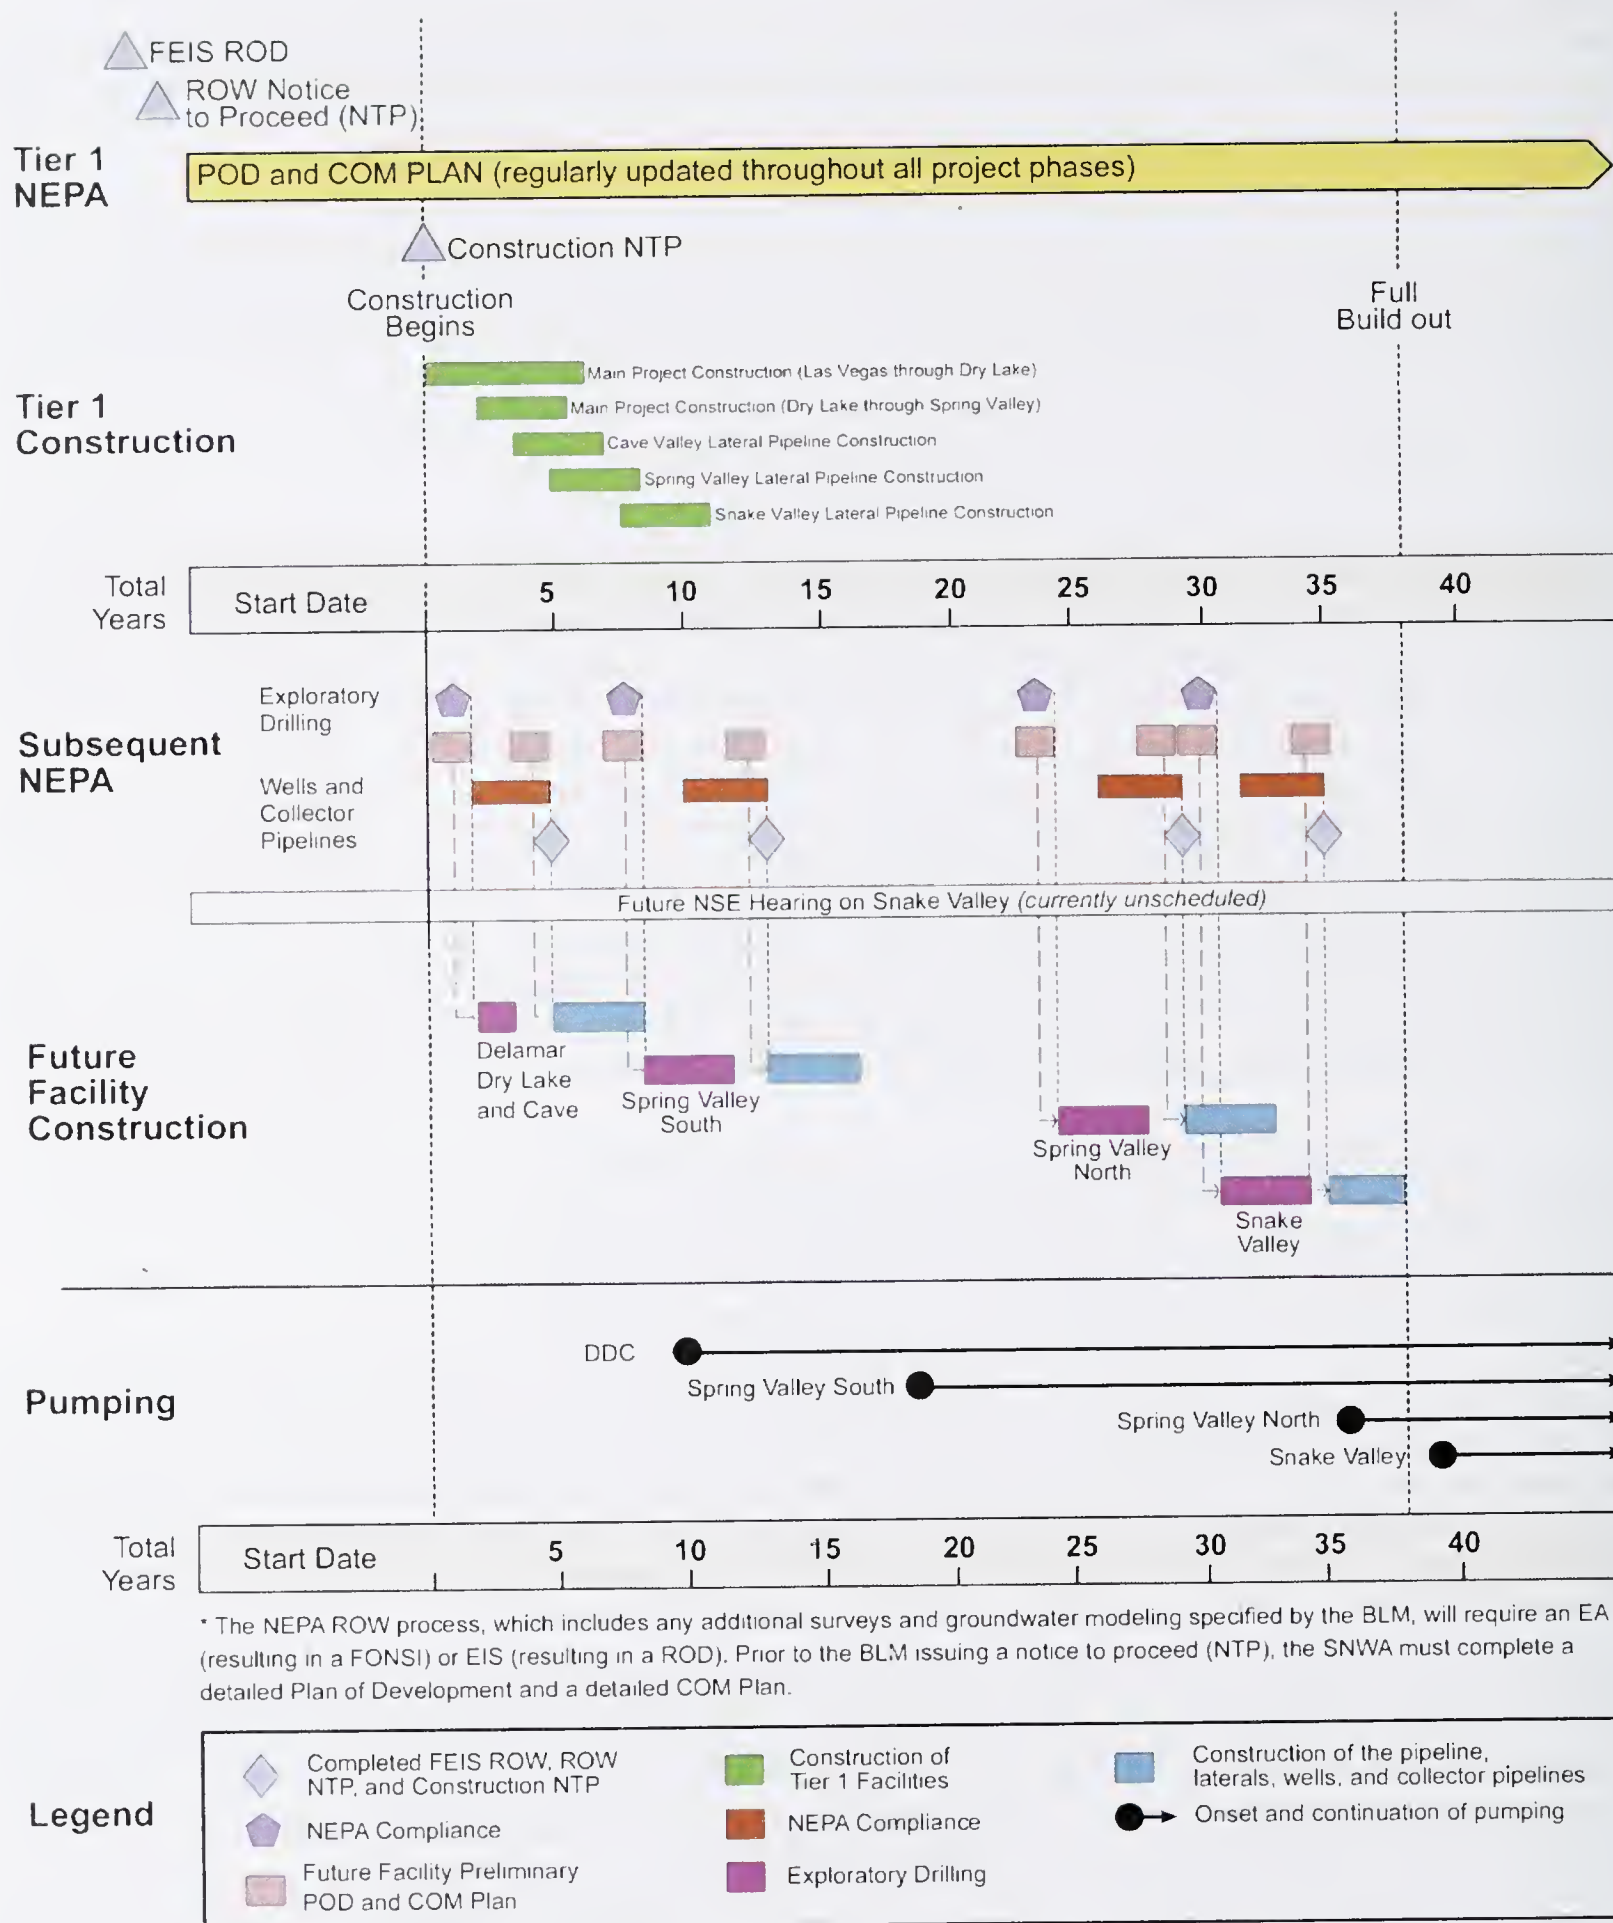 FEIS ROD
ROW Notice
to Proceed (NTP)
Tier 1
NEPA
POD and COM PLAN (regularly updated throughout all project phases)
Construction NTP
Construction
Begins
Full
Build out
Tier 1
Construction
Main Project Construction (Las Vegas through Dry Lake)
Main Project Construction (Dry Lake through Spring Valley)
Cave Valley Lateral Pipeline Construction
Spring Valley Lateral Pipeline Construction
Snake Valley Lateral Pipeline Construction
Total
Years
Start Date 5 10 15 20 25 30 35 40
Subsequent
NEPA
Exploratory
Drilling
Wells and
Collector
Pipelines
Future NSE Hearing on Snake Valley (currently unscheduled)
Future
Facility
Construction
Delamar
Dry Lake
and Cave
Spring Valley
South
Spring Valley
North
Snake
Valley
Pumping
DDC
Spring Valley South
Spring Valley North
Snake Valley
Total
Years
Start Date 5 10 15 20 25 30 35 40
* The NEPA ROW process, which includes any additional surveys and groundwater modeling specified by the BLM, will require an EA
(resulting in a FONSI) or EIS (resulting in a ROD). Prior to the BLM issuing a notice to proceed (NTP), the SNWA must complete a
detailed Plan of Development and a detailed COM Plan.
Legend
Completed FEIS ROW, ROW
NTP, and Construction NTP
NEPA Compliance
Future Facility Preliminary
POD and COM Plan
Construction of
Tier 1 Facilities
NEPA Compliance
Exploratory Drilling
Construction of the pipeline,
laterals, wells, and collector pipelines
Onset and continuation of pumping